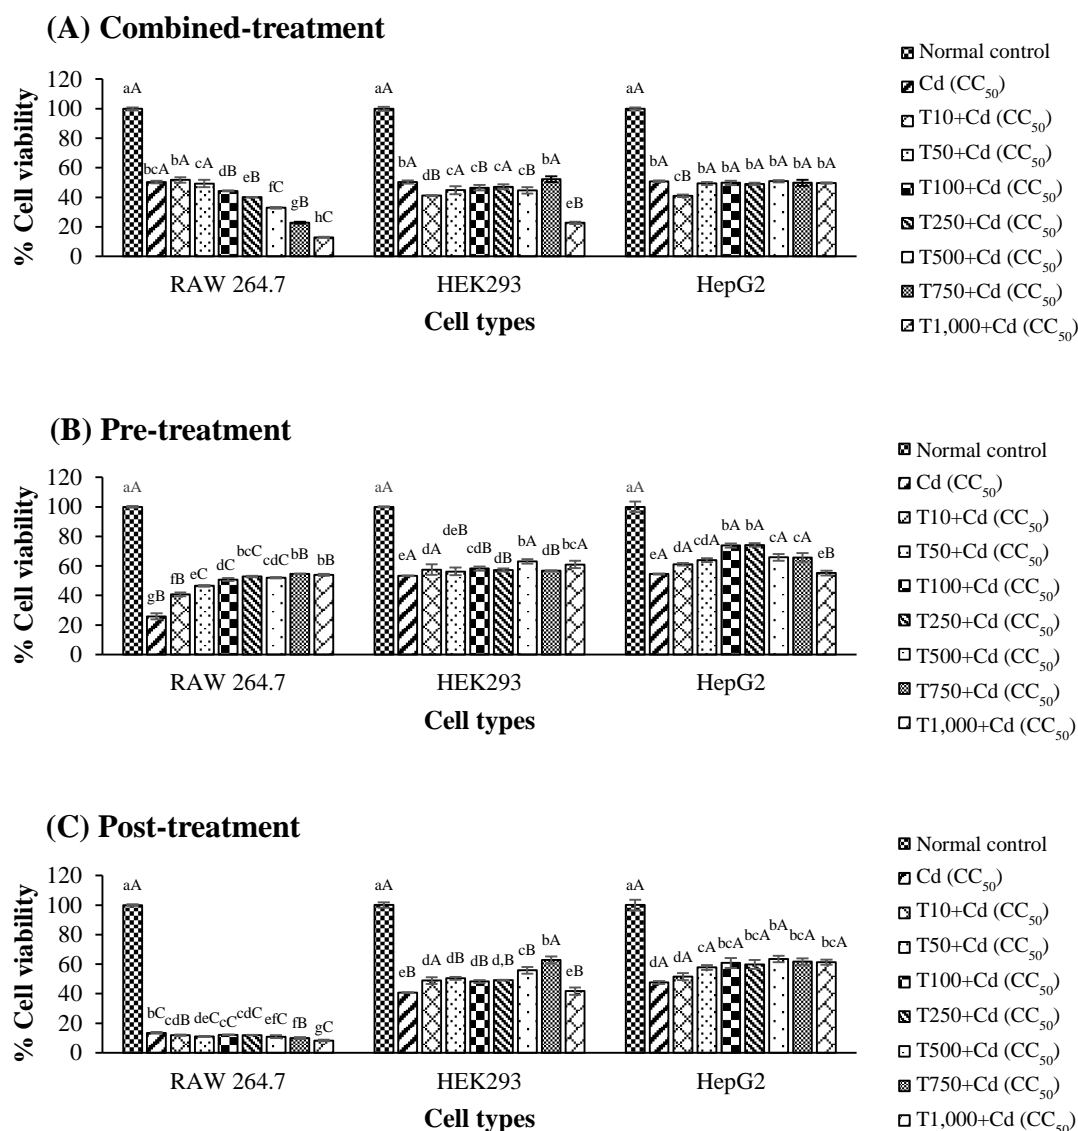 (A) Combined-treatment
% Cell viability
120
100
80
60
40
20
0
aA bcA bA cA dB eB fC gB hC
aA bA dB cA cB cA cB bA eB
aA bA cB bA bA bA bA bA bA
RAW 264.7 HEK293 HepG2
Cell types
Normal control
Cd (CC50)
T10+Cd (CC50)
T50+Cd (CC50)
T100+Cd (CC50)
T250+Cd (CC50)
T500+Cd (CC50)
T750+Cd (CC50)
T1,000+Cd (CC50)
(B) Pre-treatment
% Cell viability
120
100
80
60
40
20
0
aA gB fB eC dC bcC cdC bB bB
aA eA dA deB cdB dB bA dB bcA
aA eA dA cdA bA bA cA cA eB
RAW 264.7 HEK293 HepG2
Cell types
Normal control
Cd (CC50)
T10+Cd (CC50)
T50+Cd (CC50)
T100+Cd (CC50)
T250+Cd (CC50)
T500+Cd (CC50)
T750+Cd (CC50)
T1,000+Cd (CC50)
(C) Post-treatment
% Cell viability
120
100
80
60
40
20
0
aA bC cdB deC cC cdC efC fB gC
aA eB dA dB dB d,B cB bA eB
aA dA dA cA bcA bcA bA bcA bcA
RAW 264.7 HEK293 HepG2
Cell types
Normal control
Cd (CC50)
T10+Cd (CC50)
T50+Cd (CC50)
T100+Cd (CC50)
T250+Cd (CC50)
T500+Cd (CC50)
T750+Cd (CC50)
T1,000+Cd (CC50)